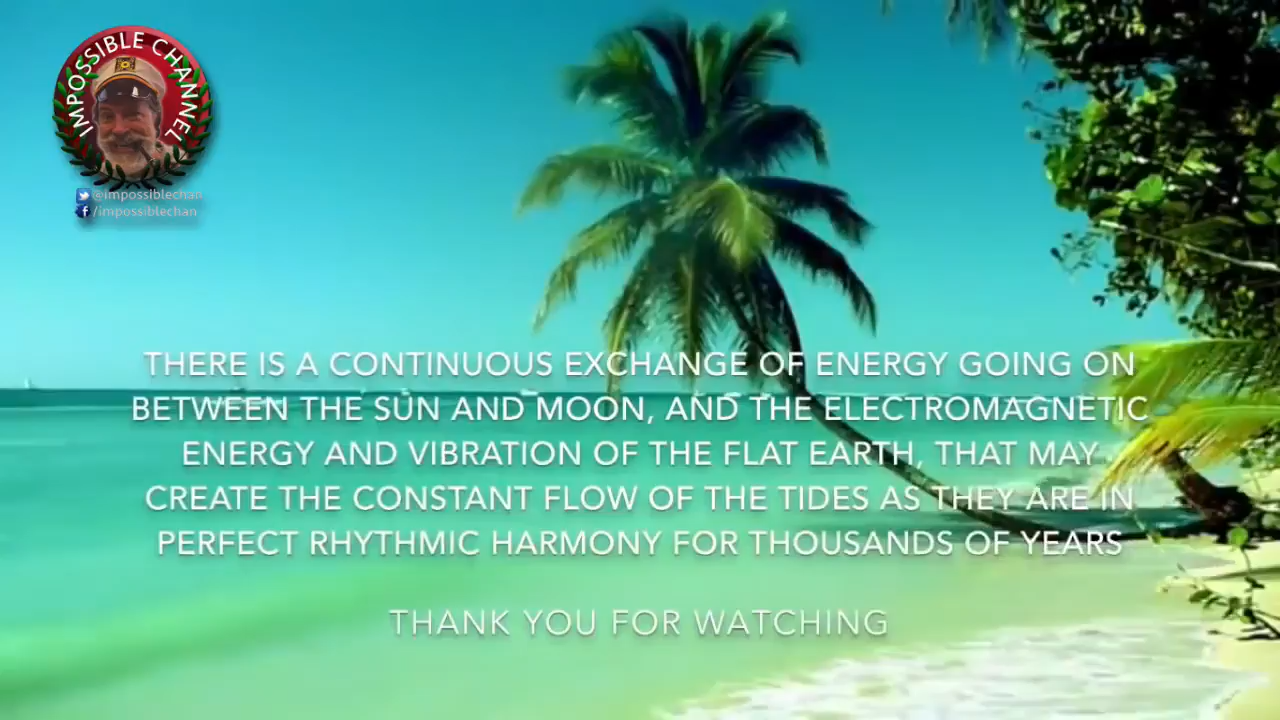 IMPOSSIBLE CHANNEL
@impossiblechan
/impossiblechan
THERE IS A CONTINUOUS EXCHANGE OF ENERGY GOING ON
BETWEEN THE SUN AND MOON, AND THE ELECTROMAGNETIC
ENERGY AND VIBRATION OF THE FLAT EARTH, THAT MAY
CREATE THE CONSTANT FLOW OF THE TIDES AS THEY ARE IN
PERFECT RHYTHMIC HARMONY FOR THOUSANDS OF YEARS
THANK YOU FOR WATCHING